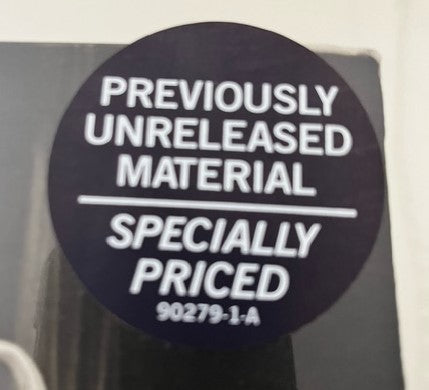 PREVIOUSLY
UNRELEASED
MATERIAL
SPECIALLY
PRICED
90279-1-A